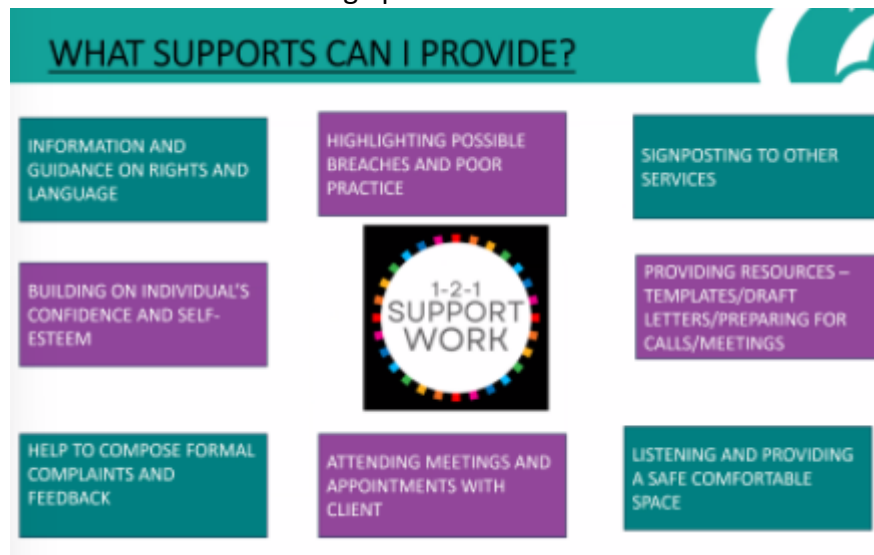 WHAT SUPPORTS CAN I PROVIDE?
INFORMATION AND
GUIDANCE ON RIGHTS AND
LANGUAGE
HIGHLIGHTING POSSIBLE
BREACHES AND POOR
PRACTICE
SIGNPOSTING TO OTHER
SERVICES
BUILDING ON INDIVIDUAL'S
CONFIDENCE AND SELF-
ESTEEM
1-2-1
SUPPORT
WORK
PROVIDING RESOURCES –
TEMPLATES/DRAFT
LETTERS/PREPARING FOR
CALLS/MEETINGS
HELP TO COMPOSE FORMAL
COMPLAINTS AND
FEEDBACK
ATTENDING MEETINGS AND
APPOINTMENTS WITH
CLIENT
LISTENING AND PROVIDING
A SAFE COMFORTABLE
SPACE